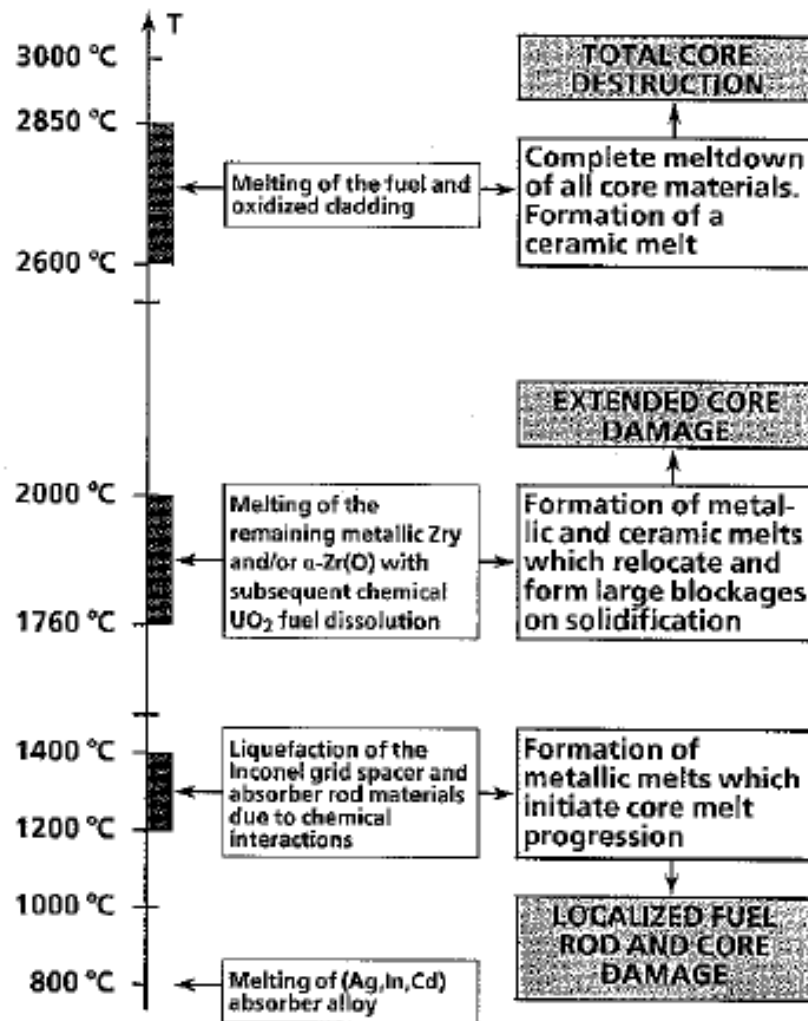 T
3000 °C
TOTAL CORE
DESTRUCTION
2850 °C
Melting of the fuel and
oxidized cladding
Complete meltdown
of all core materials.
Formation of a
ceramic melt
2600 °C
EXTENDED CORE
DAMAGE
2000 °C
Melting of the
remaining metallic Zry
and/or α-Zr(O) with
subsequent chemical
UO₂ fuel dissolution
Formation of metal-
lic and ceramic melts
which relocate and
form large blockages
on solidification
1760 °C
1400 °C
Liquefaction of the
Inconel grid spacer and
absorber rod materials
due to chemical
interactions
Formation of
metallic melts which
initiate core melt
progression
1200 °C
1000 °C
LOCALIZED FUEL
ROD AND CORE
DAMAGE
800 °C
Melting of (Ag,In,Cd)
absorber alloy